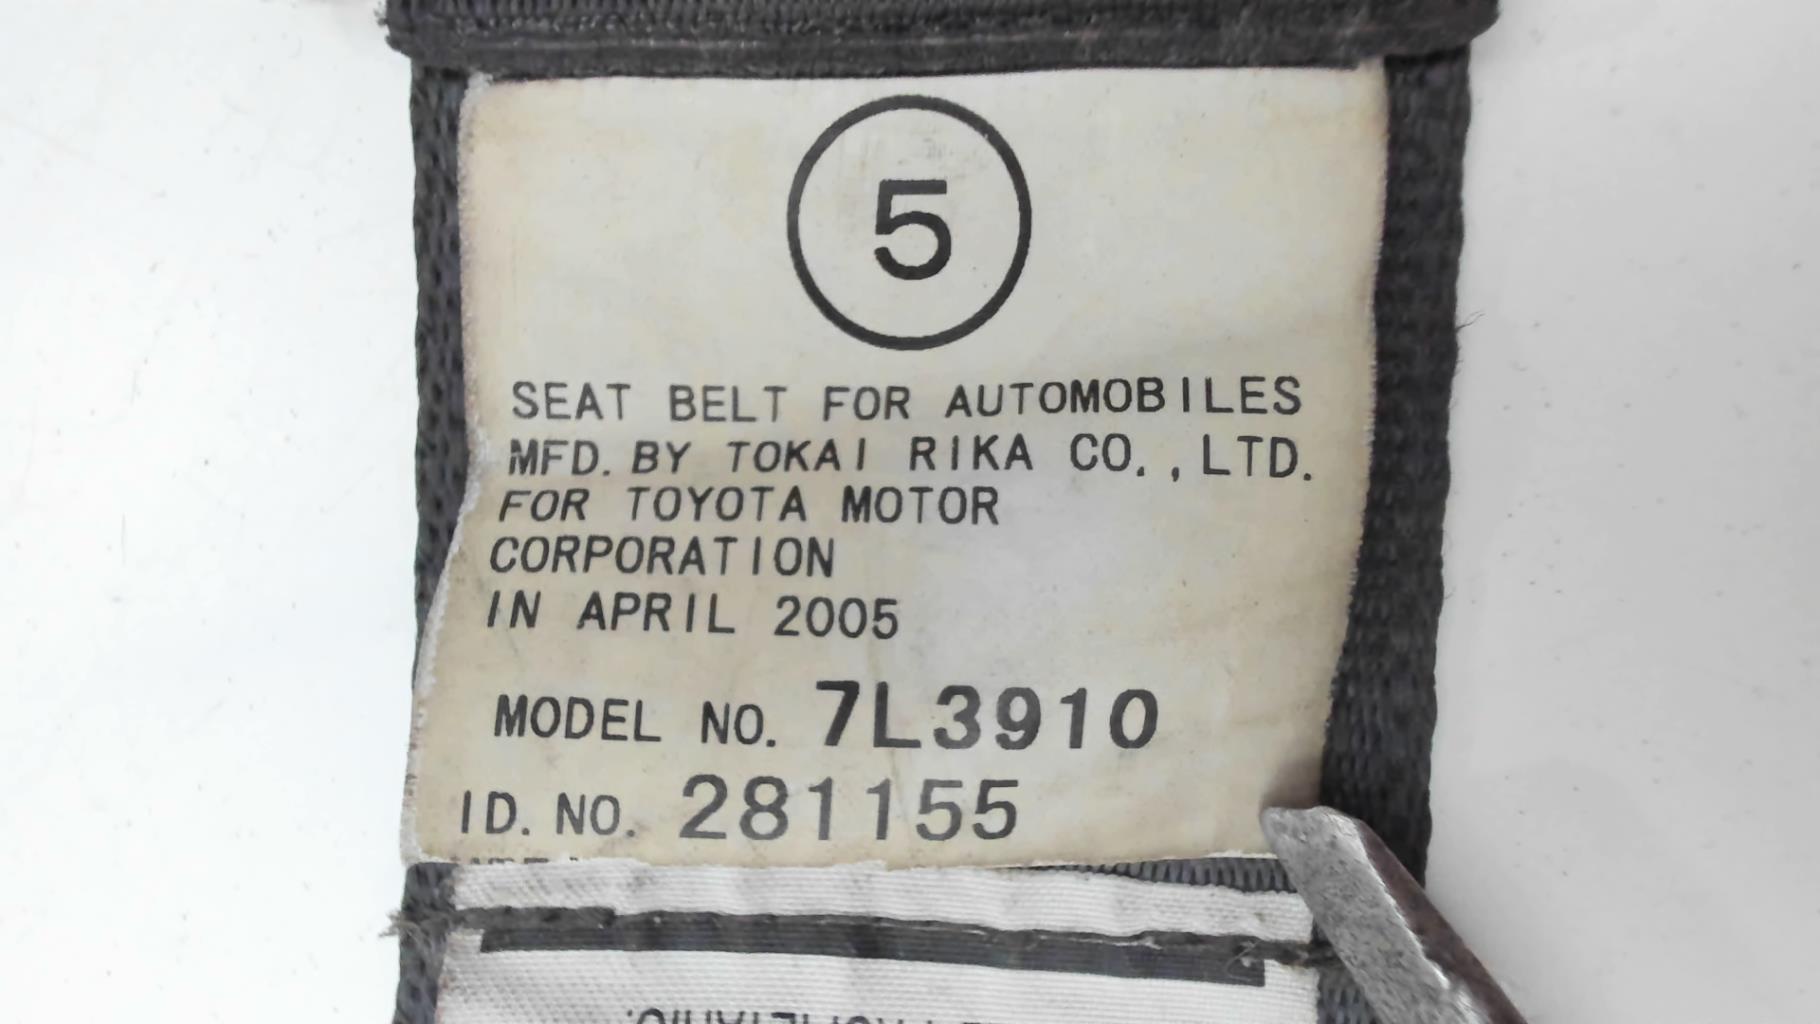 5
SEAT BELT FOR AUTOMOBILES
MFD. BY TOKAI RIKA CO., LTD.
FOR TOYOTA MOTOR
CORPORATION
IN APRIL 2005
MODEL NO. 7L3910
ID. NO. 281155